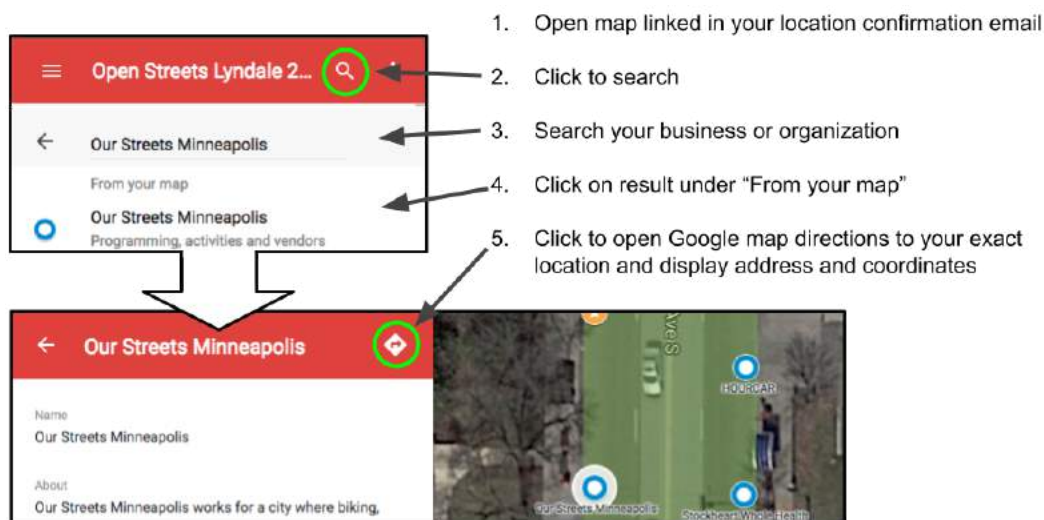 1. Open map linked in your location confirmation email
Open Streets Lyndale 2...
2. Click to search
Our Streets Minneapolis
3. Search your business or organization
From your map
4. Click on result under “From your map”
Our Streets Minneapolis
Programming, activities and vendors
5. Click to open Google map directions to your exact
location and display address and coordinates
Our Streets Minneapolis
Name
Our Streets Minneapolis
About
Our Streets Minneapolis works for a city where biking,
Ave S
HOURCAR
Our Streets Minneapolis
Stockheart Whole Health